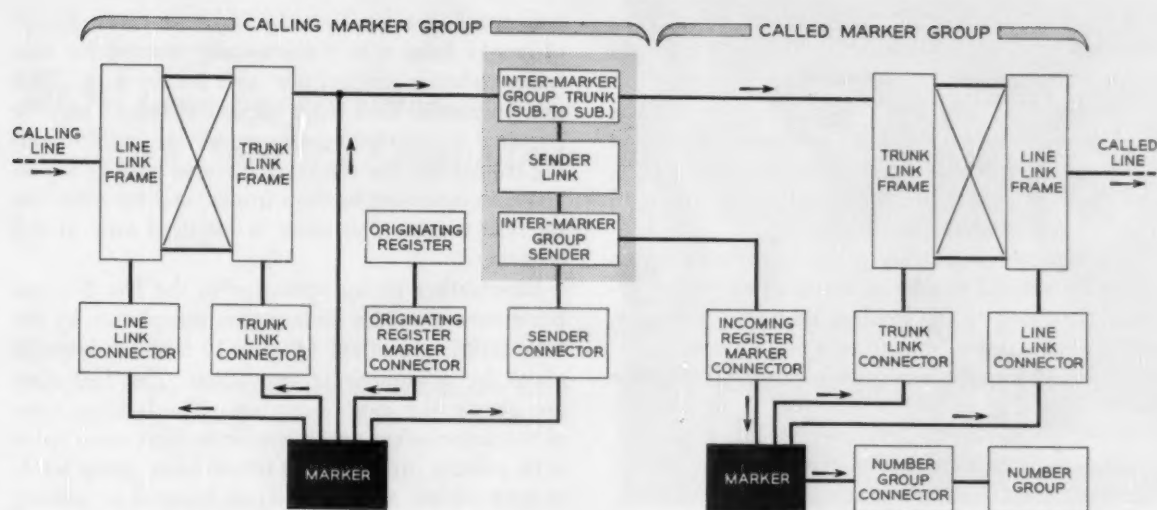 CALLING MARKER GROUP
CALLED MARKER GROUP
CALLING
LINE
LINE
LINK
FRAME
TRUNK
LINK
FRAME
INTER-MARKER
GROUP TRUNK
(SUB. TO SUB.)
SENDER
LINK
INTER-MARKER
GROUP
SENDER
ORIGINATING
REGISTER
TRUNK
LINK
FRAME
LINE
LINK
FRAME
CALLED
LINE
LINE LINK
CONNECTOR
TRUNK
LINK
CONNECTOR
ORIGINATING
REGISTER
MARKER
CONNECTOR
SENDER
CONNECTOR
INCOMING
REGISTER
MARKER
CONNECTOR
TRUNK
LINK
CONNECTOR
LINE
LINK
CONNECTOR
MARKER
MARKER
NUMBER
GROUP
CONNECTOR
NUMBER
GROUP